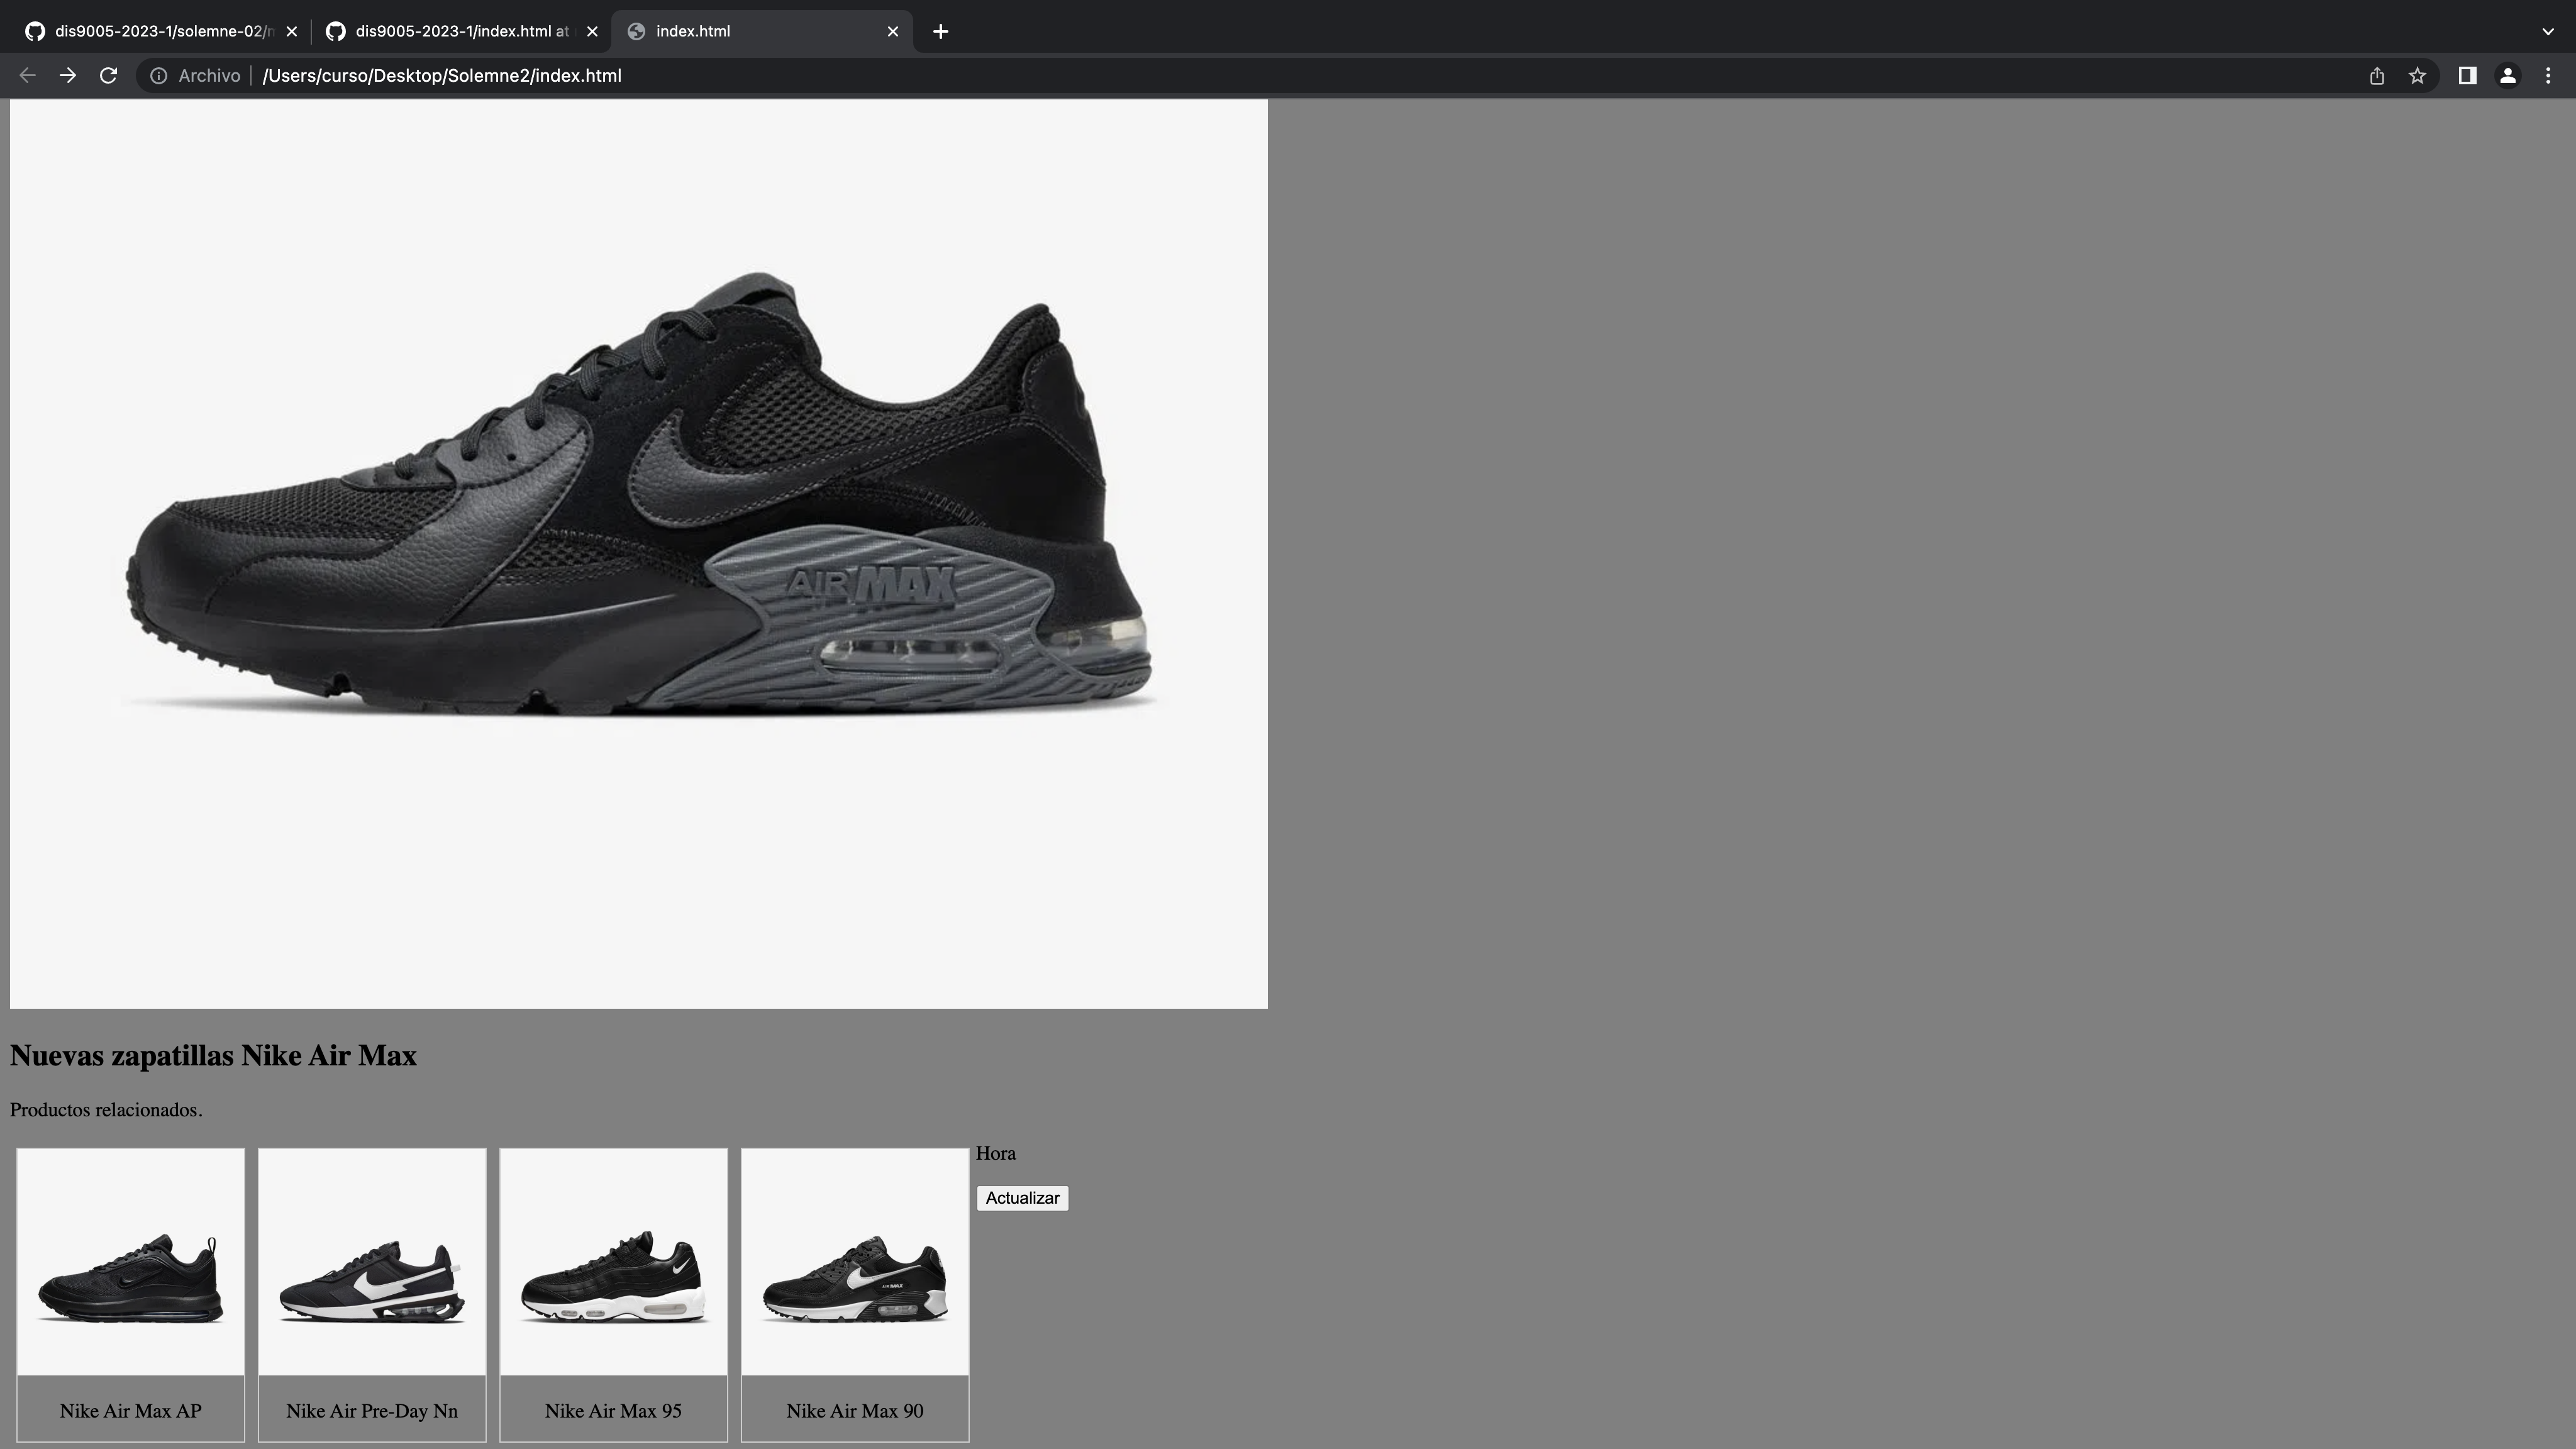 dis9005-2023-1/solemne-02/
dis9005-2023-1/index.html at
index.html
Archivo
/Users/curso/Desktop/Solemne2/index.html
AIR MAX
Nuevas zapatillas Nike Air Max
Productos relacionados.
Hora
Actualizar
AIR MAX
Nike Air Max AP
Nike Air Pre-Day Nn
Nike Air Max 95
Nike Air Max 90